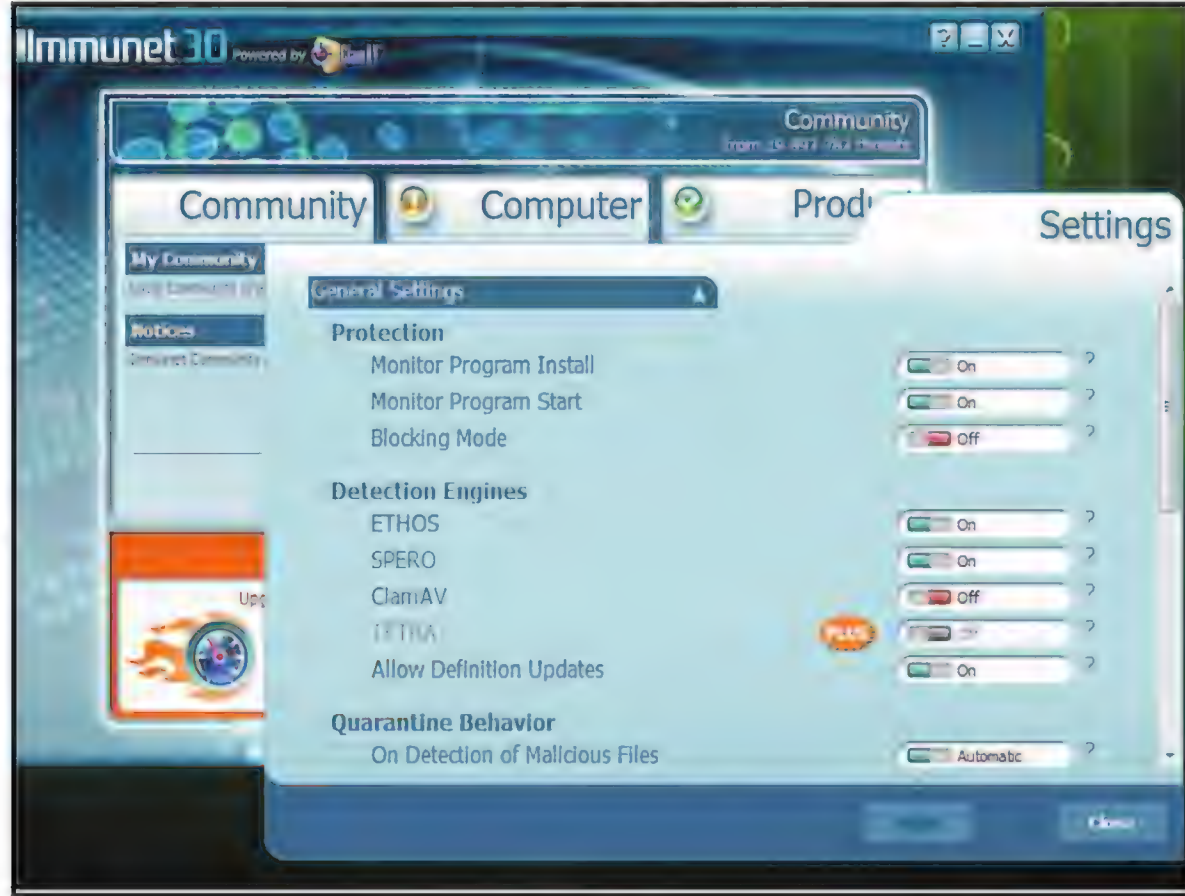 Immunet 3.0 Powered by
? _ X
Community
Community
Computer
Settings
My Community
General Settings
Notices
Protection
Monitor Program Install On ?
Monitor Program Start On ?
Blocking Mode Off ?
Detection Engines
ETHOS On ?
SPERO On ?
ClamAV Off ?
TETRA PLUS ?
Allow Definition Updates On ?
Quarantine Behavior
On Detection of Malicious Files Automatic ?
Close